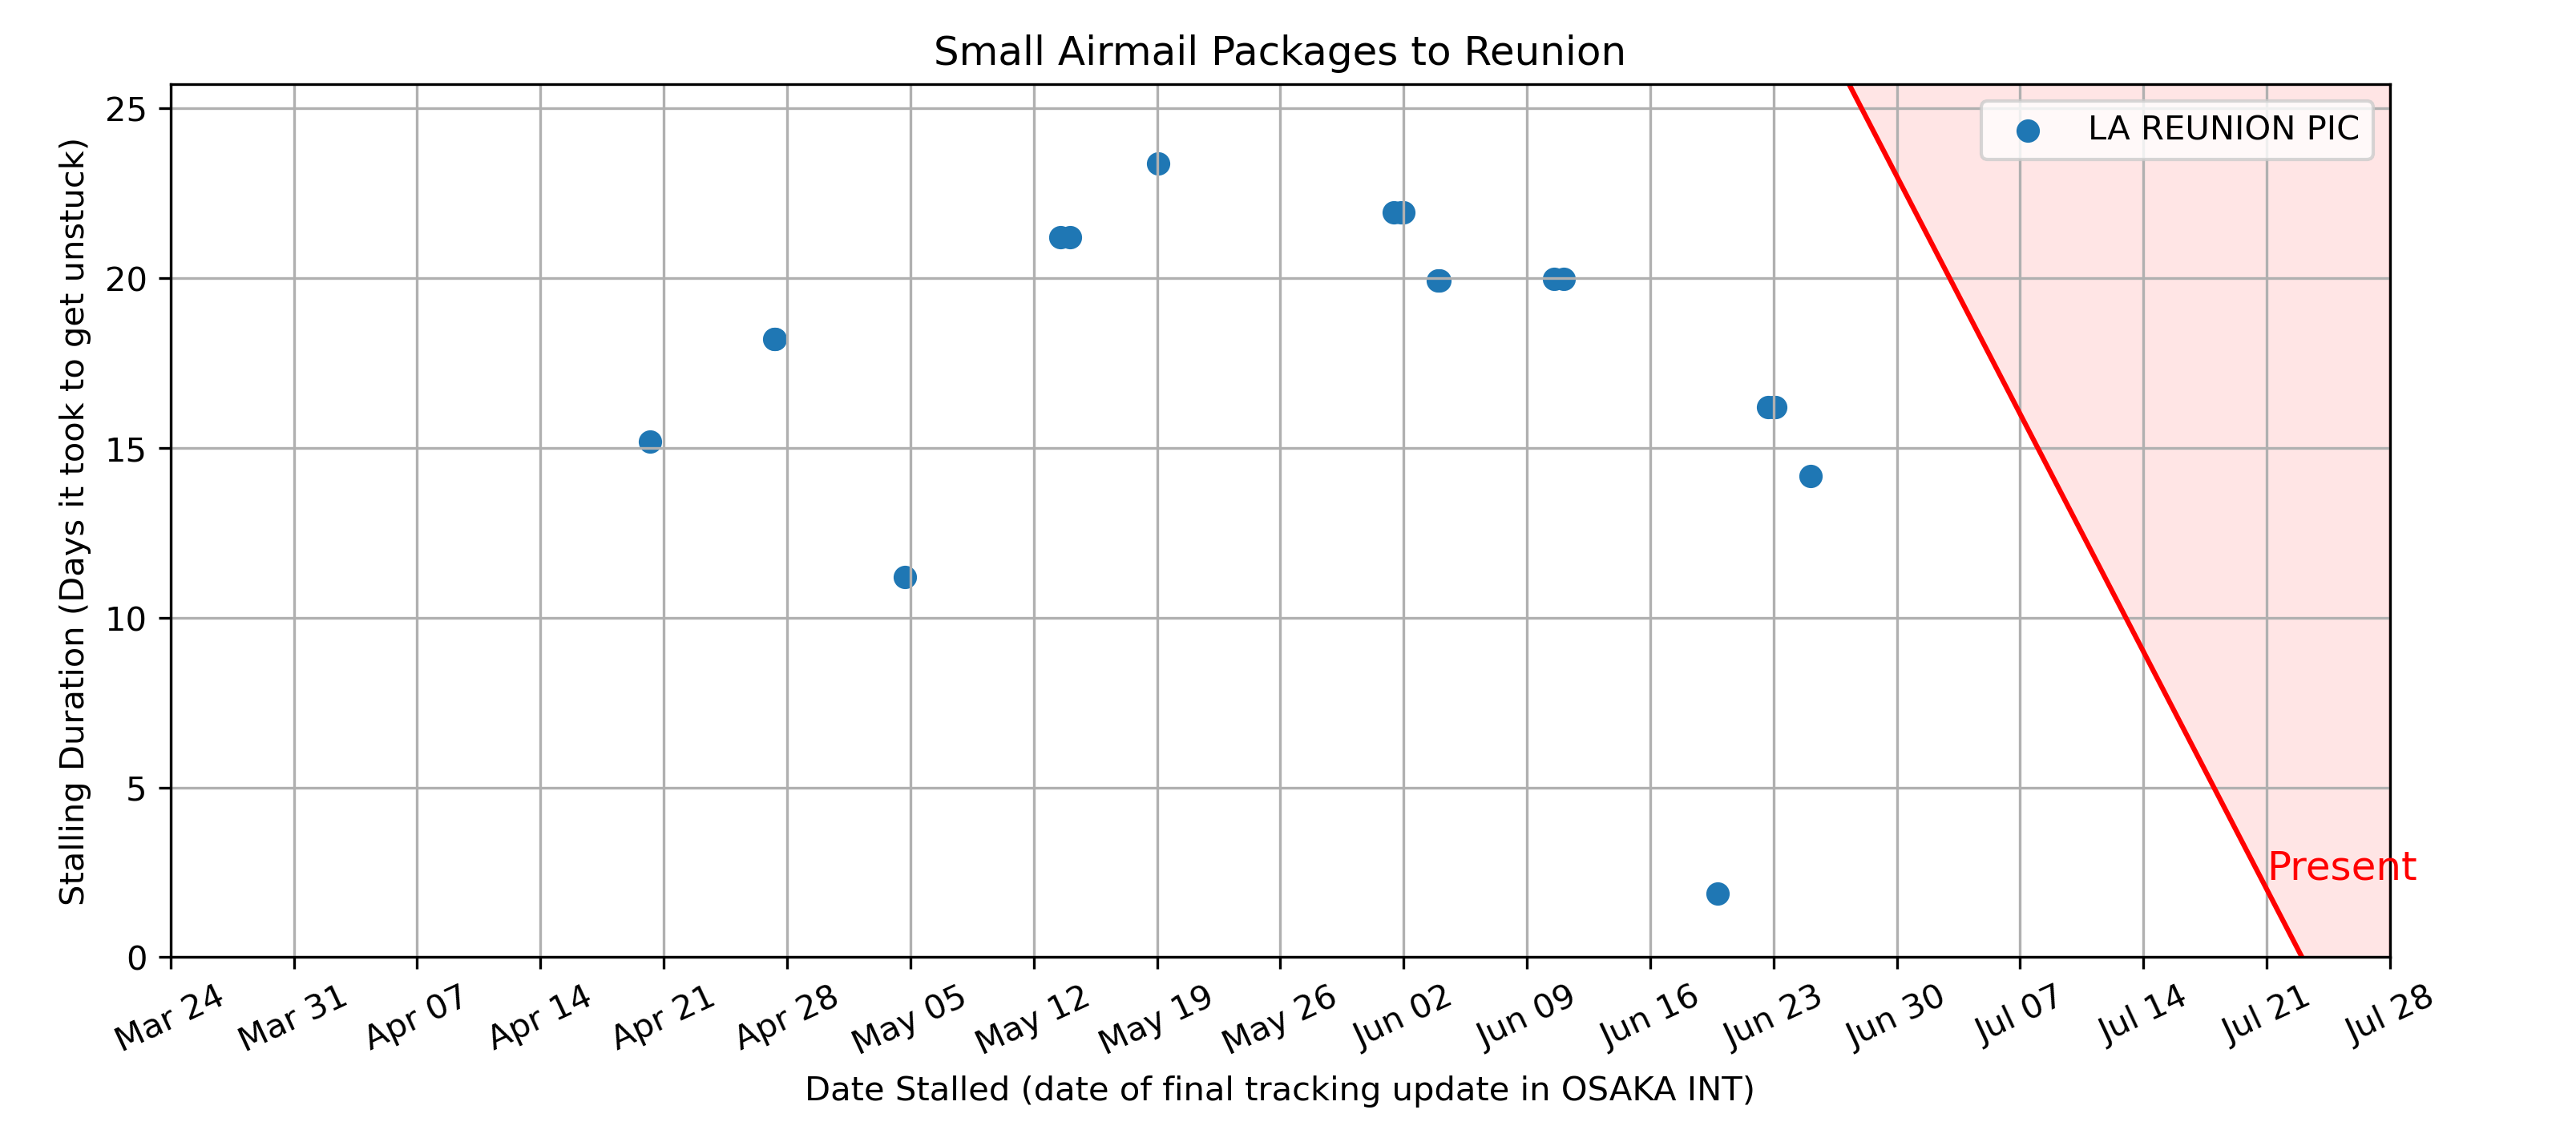 Small Airmail Packages to Reunion
LA REUNION PIC
Stalling Duration (Days it took to get unstuck)
25
20
15
10
5
0
Present
Mar 24
Mar 31
Apr 07
Apr 14
Apr 21
Apr 28
May 05
May 12
May 19
May 26
Jun 02
Jun 09
Jun 16
Jun 23
Jun 30
Jul 07
Jul 14
Jul 21
Jul 28
Date Stalled (date of final tracking update in OSAKA INT)